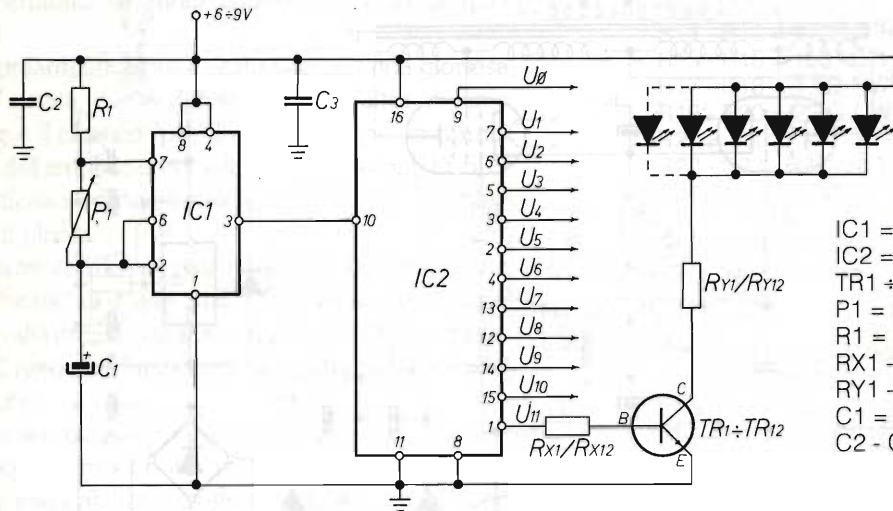 +6÷9V
C2
R1
P1
C1
8
4
7
6
2
3
1
IC1
C3
16
9
10
11
8
IC2
7
6
5
3
2
4
13
12
14
15
1
UØ
U1
U2
U3
U4
U5
U6
U7
U8
U9
U10
U11
RX1/RX12
RY1/RY12
B
C
E
TR1÷TR12
IC1 =
IC2 =
TR1 ÷
P1 =
R1 =
RX1 -
RY1 -
C1 =
C2 - C